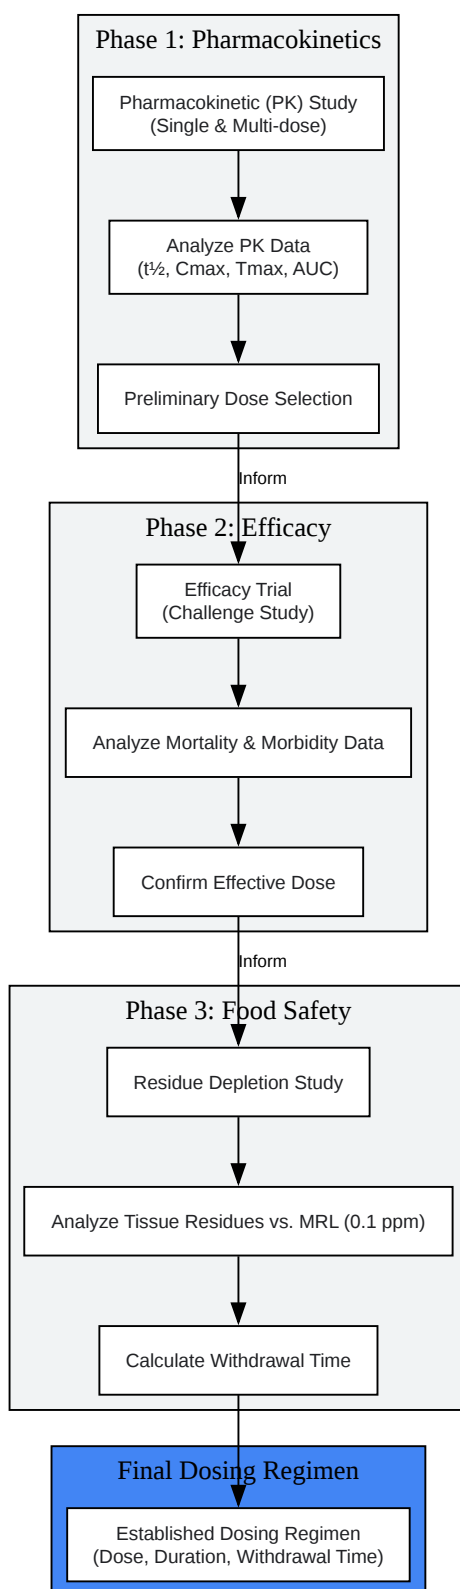 Phase 1: Pharmacokinetics
Pharmacokinetic (PK) Study
(Single & Multi-dose)
Analyze PK Data
(t½, Cmax, Tmax, AUC)
Preliminary Dose Selection
Inform
Phase 2: Efficacy
Efficacy Trial
(Challenge Study)
Analyze Mortality & Morbidity Data
Confirm Effective Dose
Inform
Phase 3: Food Safety
Residue Depletion Study
Analyze Tissue Residues vs. MRL (0.1 ppm)
Calculate Withdrawal Time
Final Dosing Regimen
Established Dosing Regimen
(Dose, Duration, Withdrawal Time)